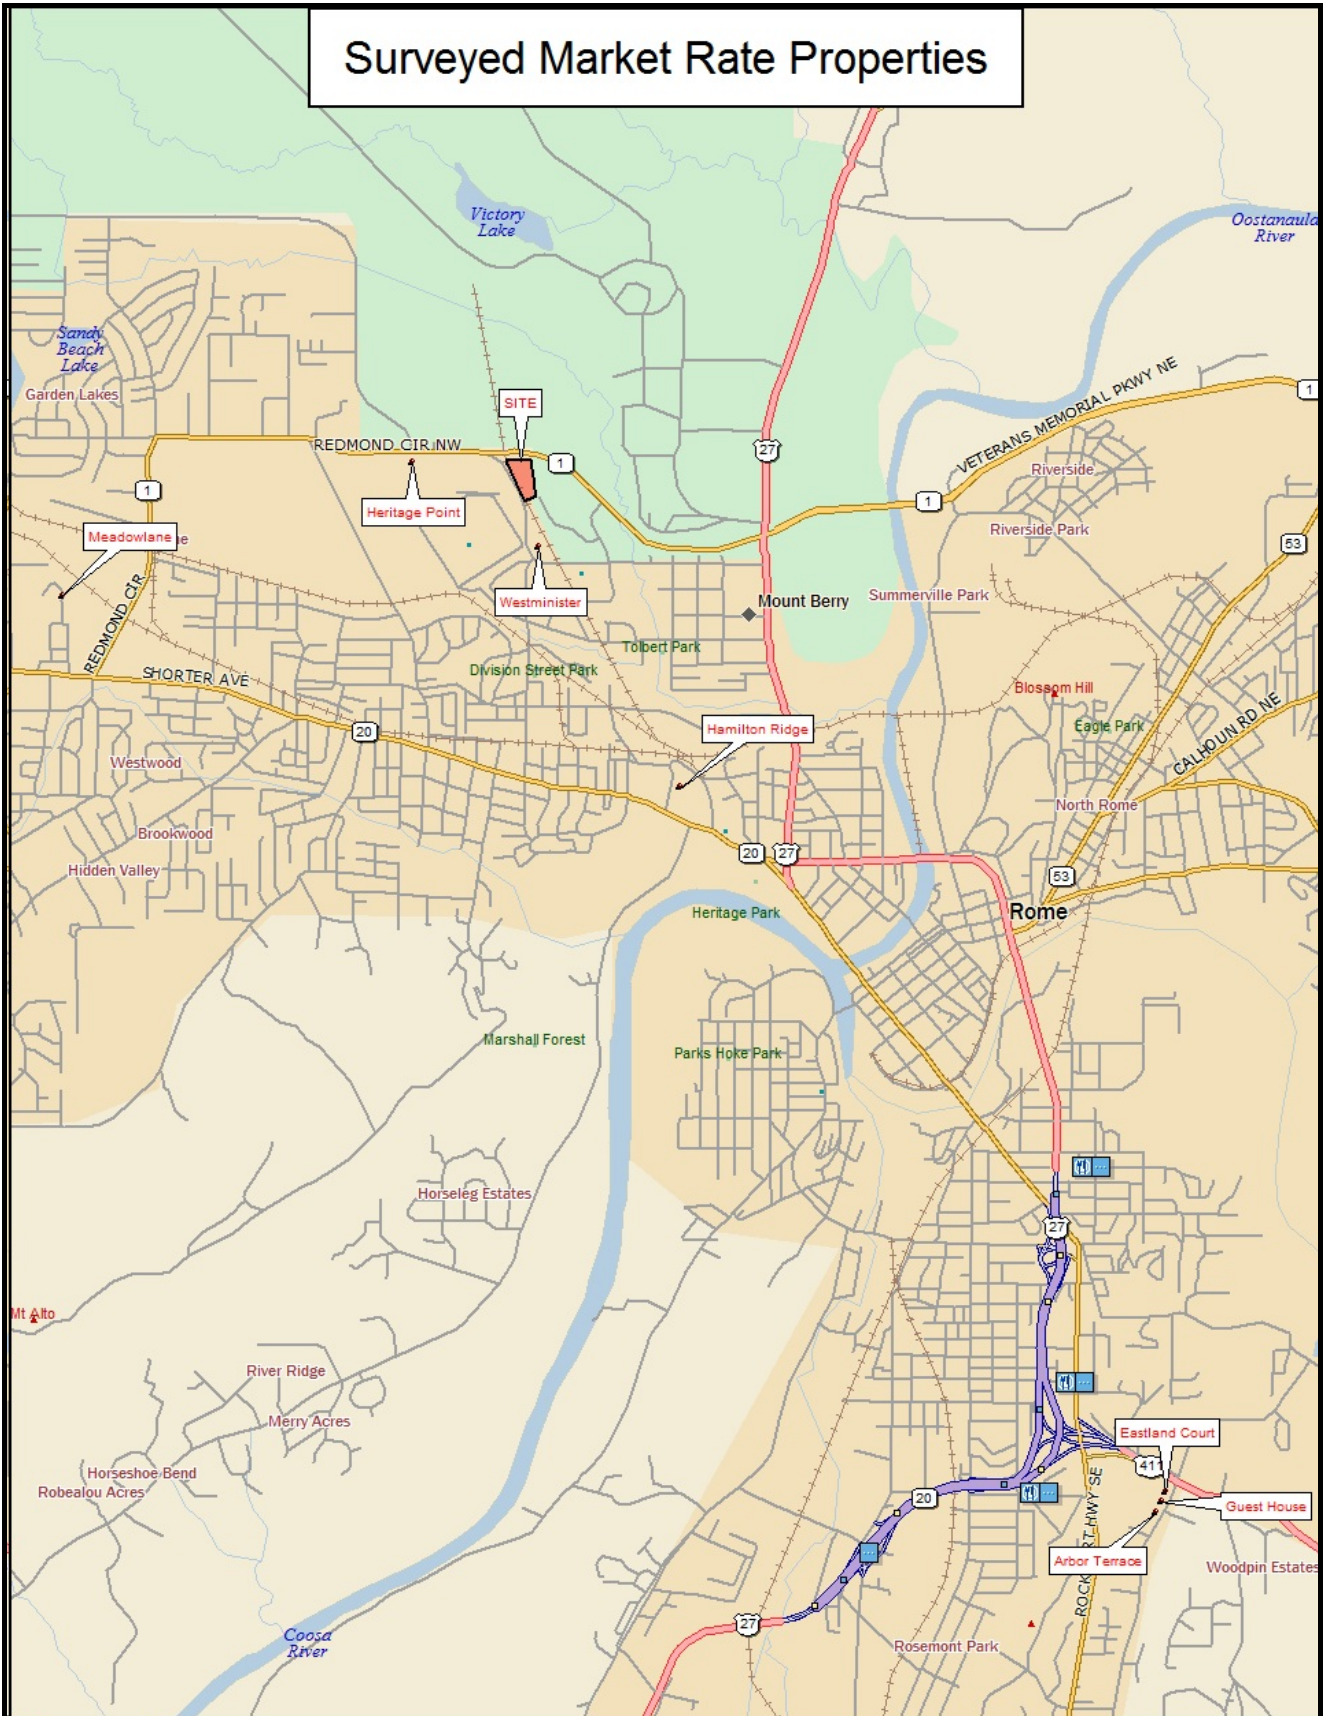 Surveyed Market Rate Properties
Victory
Lake
Oostanaula
River
Sandy
Beach
Lake
Garden Lakes
SITE
REDMOND CIR NW
1
27
VETERANS MEMORIAL PKWY NE
1
Riverside
1
1
Heritage Point
Riverside Park
Meadowlane
53
Westminister
Mount Berry
Summerville Park
REDMOND CIR
Tolbert Park
Division Street Park
SHORTER AVE
Blossom Hill
Eagle Park
Hamilton Ridge
20
CALHOUN RD NE
Westwood
North Rome
Brookwood
20
27
Hidden Valley
53
Heritage Park
Rome
Marshall Forest
Parks Hoke Park
Horseleg Estates
27
Mt Alto
River Ridge
Merry Acres
Eastland Court
411
Horseshoe Bend
Robealou Acres
20
Guest House
Arbor Terrace
Woodpin Estates
27
Coosa
River
Rosemont Park